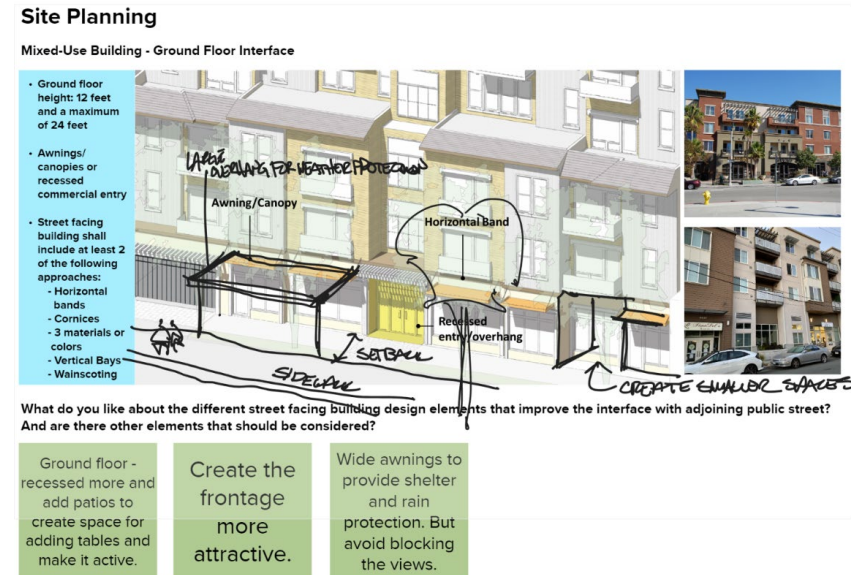 Site Planning
Mixed-Use Building - Ground Floor Interface
• Ground floor
height: 12 feet
and a maximum
of 24 feet
• Awnings/
canopies or
recessed
commercial entry
• Street facing
building shall
include at least 2
of the following
approaches:
- Horizontal
bands
- Cornices
- 3 materials or
colors
- Vertical Bays
- Wainscoting
LARGE
OVERHANG FOR WEATHER PROTECTION
Awning/Canopy
Horizontal Band
Recessed
entry/overhang
SETBACK
SIDEWALK
CREATE SMALLER SPACES
What do you like about the different street facing building design elements that improve the interface with adjoining public street?
And are there other elements that should be considered?
Ground floor -
recessed more and
add patios to
create space for
adding tables and
make it active.
Create the
frontage
more
attractive.
Wide awnings to
provide shelter
and rain
protection. But
avoid blocking
the views.